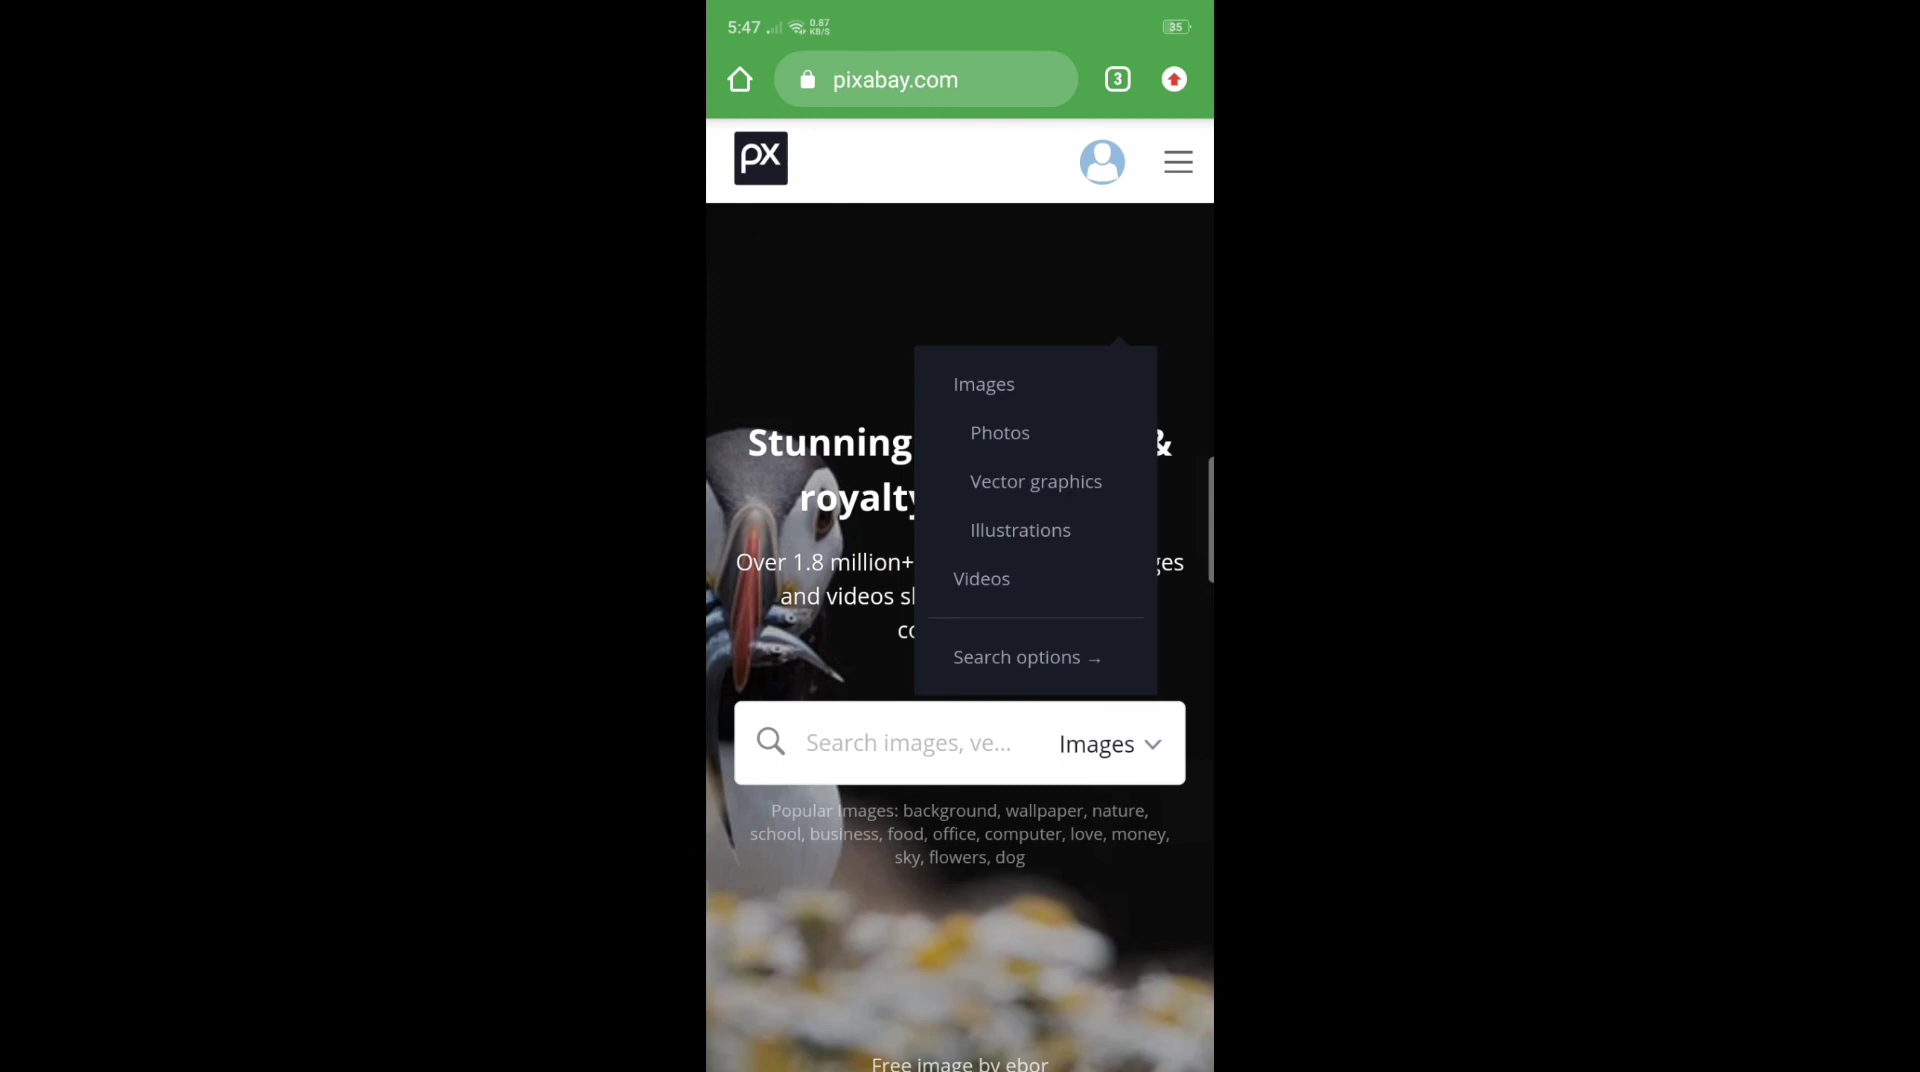 5:47
0.87
KB/S
35
pixabay.com
3
px
Images
Photos
Stunning &
Vector graphics
royalty
Illustrations
Over 1.8 million+ ges
Videos
and videos sl
co
Search options →
Search images, ve... Images
Popular Images: background, wallpaper, nature,
school, business, food, office, computer, love, money,
sky, flowers, dog
Free image by ebor